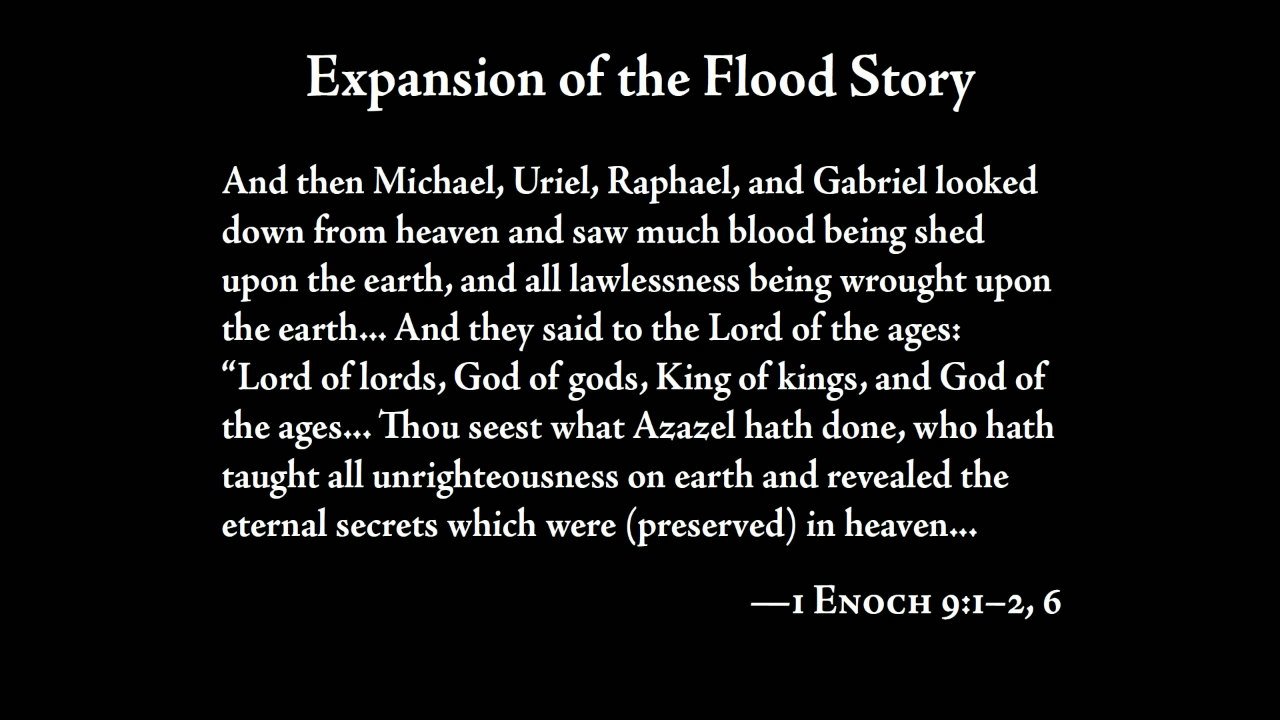 Expansion of the Flood Story
And then Michael, Uriel, Raphael, and Gabriel looked
down from heaven and saw much blood being shed
upon the earth, and all lawlessness being wrought upon
the earth... And they said to the Lord of the ages:
“Lord of lords, God of gods, King of kings, and God of
the ages... Thou seest what Azazel hath done, who hath
taught all unrighteousness on earth and revealed the
eternal secrets which were (preserved) in heaven...
—1 Enoch 9:1–2, 6